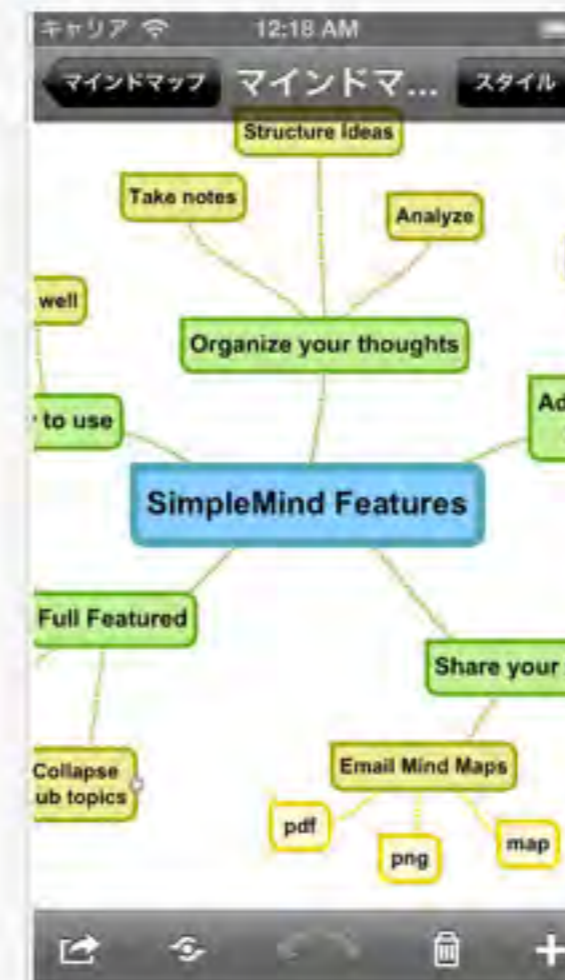 キャリア 12:18 AM
マインドマップ マインドマ... スタイル
Structure Ideas
Take notes
Analyze
well
Organize your thoughts
to use
Ad
SimpleMind Features
Full Featured
Share your
Collapse
ub topics
Email Mind Maps
pdf
png
map